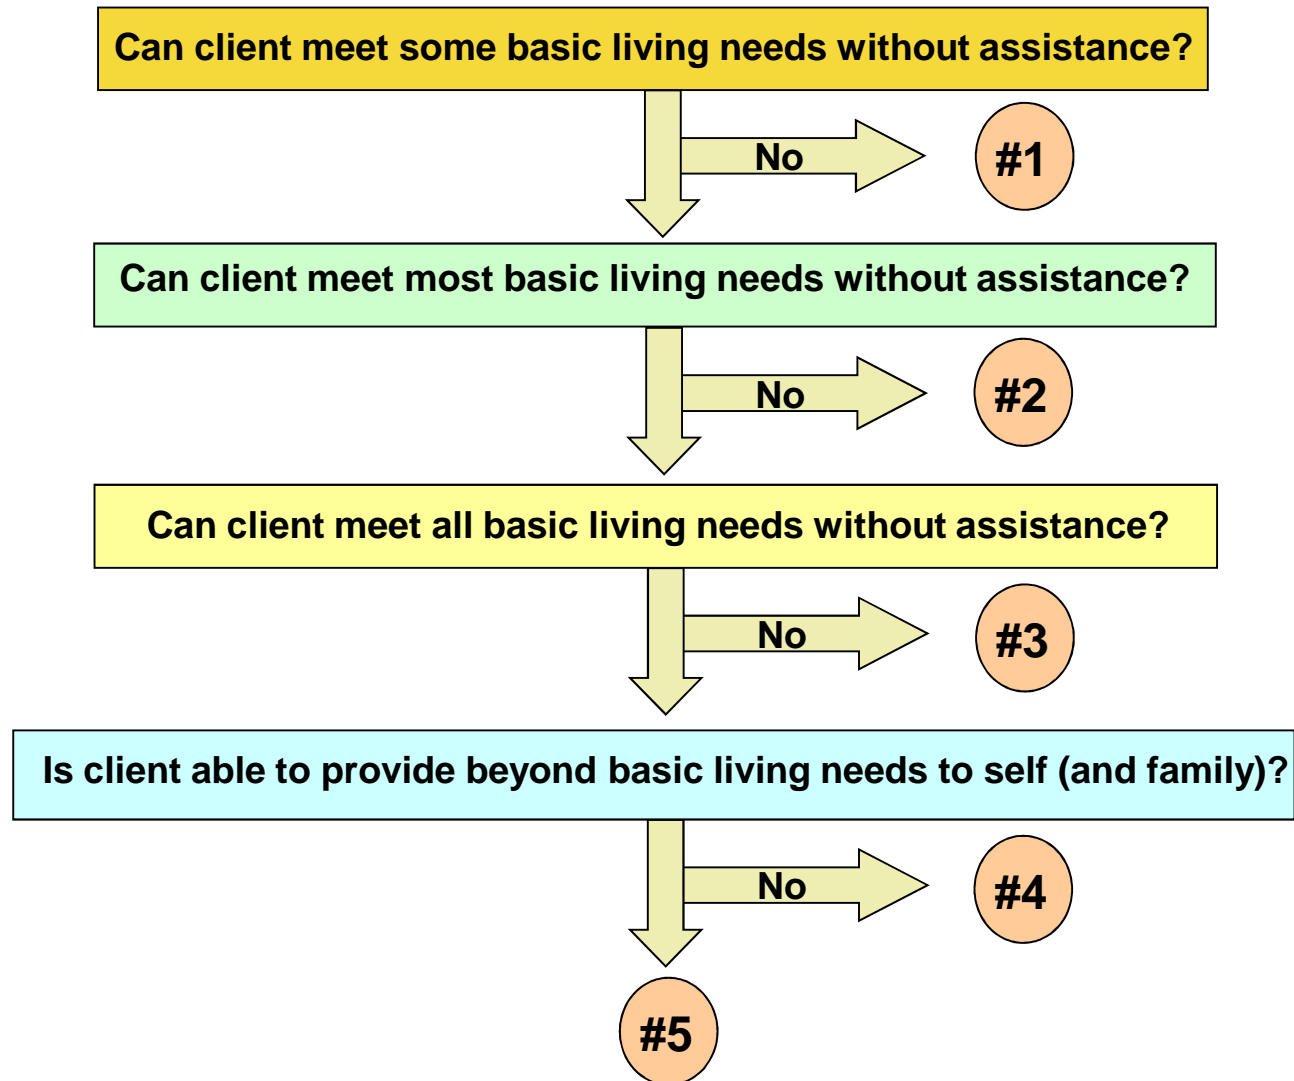 Can client meet some basic living needs without assistance?
No
#1
Can client meet most basic living needs without assistance?
No
#2
Can client meet all basic living needs without assistance?
No
#3
Is client able to provide beyond basic living needs to self (and family)?
No
#4
#5